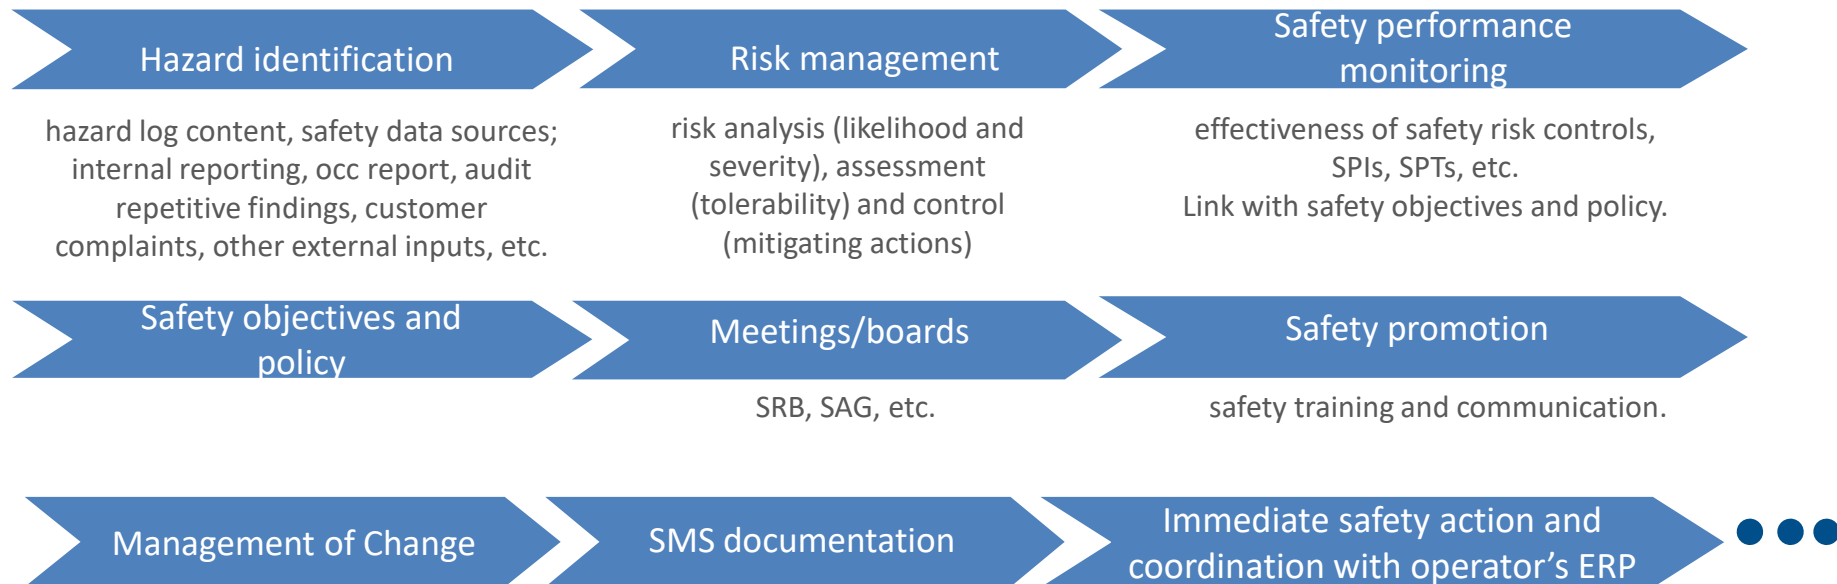 Hazard identification
Risk management
Safety performance
monitoring
hazard log content, safety data sources;
internal reporting, occ report, audit
repetitive findings, customer
complaints, other external inputs, etc.
risk analysis (likelihood and
severity), assessment
(tolerability) and control
(mitigating actions)
effectiveness of safety risk controls,
SPIs, SPTs, etc.
Link with safety objectives and policy.
Safety objectives and
policy
Meetings/boards
Safety promotion
SRB, SAG, etc.
safety training and communication.
Management of Change
SMS documentation
Immediate safety action and
coordination with operator’s ERP